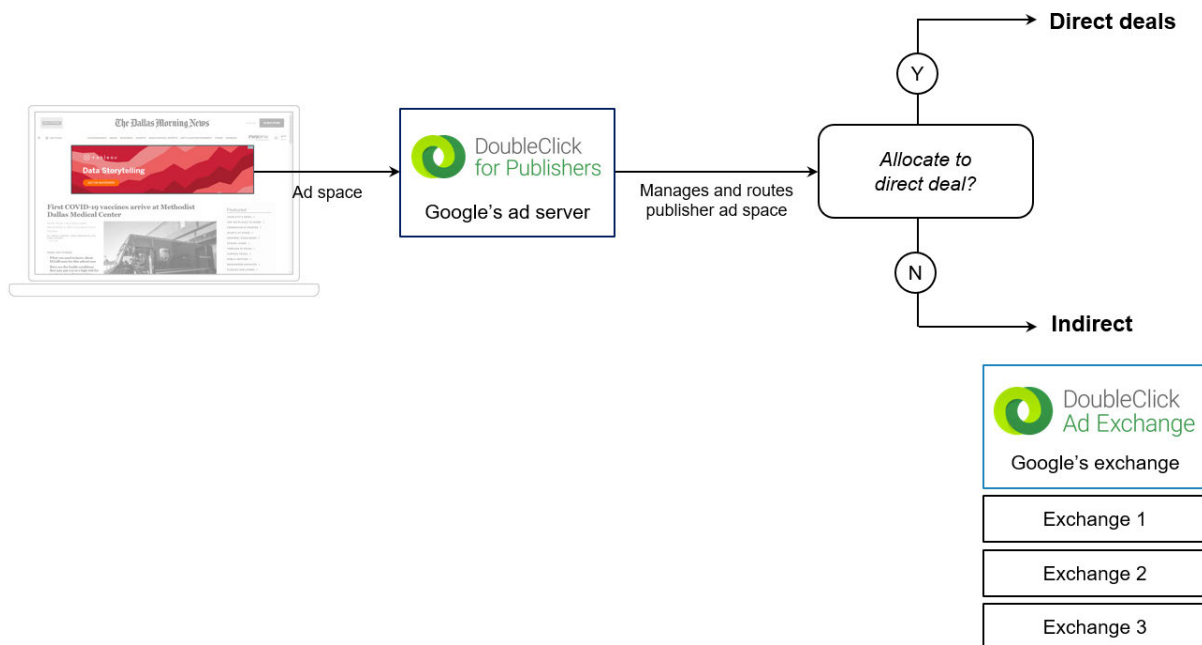 Direct deals
Y
The Dallas Morning News
Data Storytelling
First COVID-19 vaccines arrive at Methodist
Dallas Medical Center
Ad space
DoubleClick
for Publishers
Google's ad server
Manages and routes
publisher ad space
Allocate to
direct deal?
N
Indirect
DoubleClick
Ad Exchange
Google's exchange
Exchange 1
Exchange 2
Exchange 3